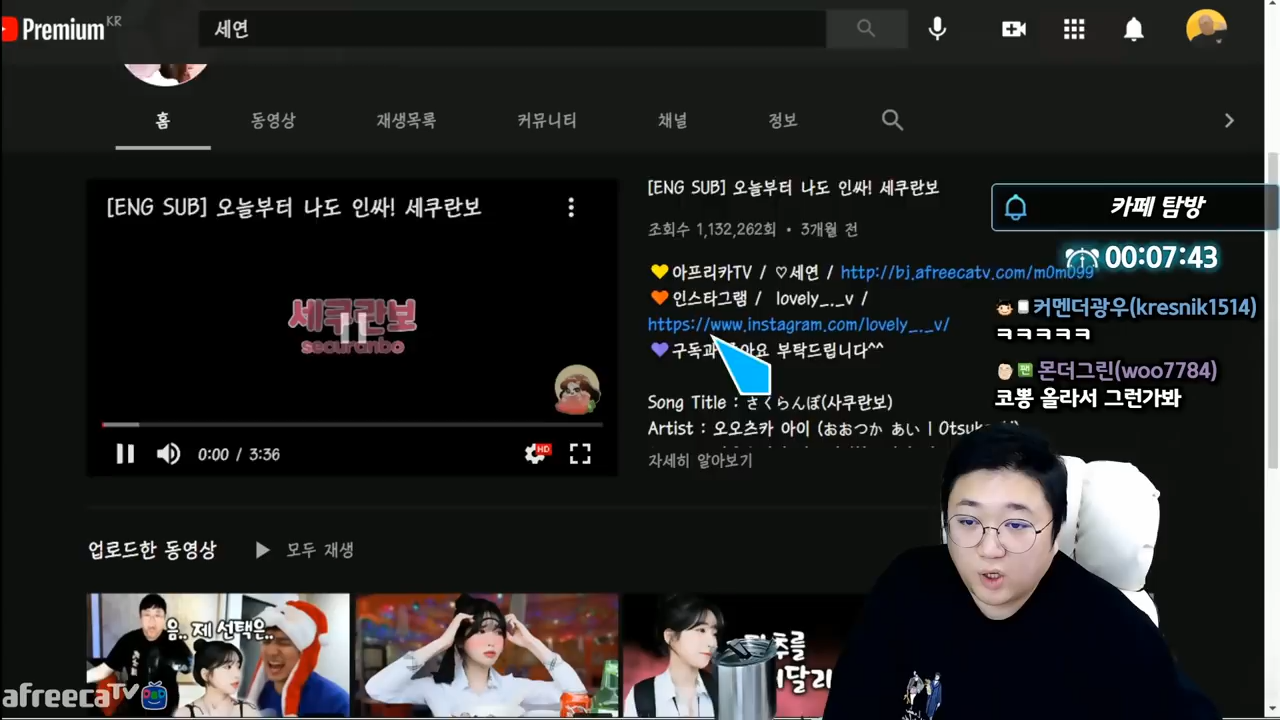 Premium KR
세연
홈
동영상
재생목록
커뮤니티
채널
정보
[ENG SUB] 오늘부터 나도 인싸! 세쿠란보
세쿠란보
securanbo
0:00 / 3:36
HD
[ENG SUB] 오늘부터 나도 인싸! 세쿠란보
조회수 1,132,262회 • 3개월 전
💛아프리카TV / ♡세연 / http://bj.afreecatv.com/m0m099
🧡인스타그램 / lovely_._v /
https://www.instagram.com/lovely_._v/
💜구독과 아요 부탁드립니다^^
Song Title : さくらんぼ(사쿠란보)
Artist : 오오츠카 아이 (おおつか あい | Otsuk
자세히 알아보기
카페 탐방
00:07:43
커멘더광우(kresnik1514)
ㅋㅋㅋㅋㅋ
팬 몬더그린(woo7784)
코뽕 올라서 그런가봐
업로드한 동영상
모두 재생
음.. 제 선택은..
afreecaTV